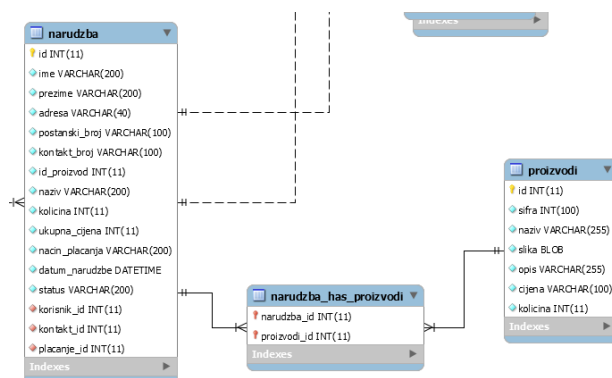 Indexes
narudzba
id INT(11)
ime VARCHAR(200)
prezime VARCHAR(200)
adresa VARCHAR(40)
postanski_broj VARCHAR(100)
kontakt_broj VARCHAR(100)
id_proizvod INT(11)
naziv VARCHAR(200)
kolicina INT(11)
ukupna_cijena INT(11)
nacin_placanja VARCHAR(200)
datum_narudzbe DATETIME
status VARCHAR(200)
korisnik_id INT(11)
kontakt_id INT(11)
placanje_id INT(11)
Indexes
narudzba_has_proizvodi
narudzba_id INT(11)
proizvodi_id INT(11)
Indexes
proizvodi
id INT(11)
sifra INT(100)
naziv VARCHAR(255)
slika BLOB
opis VARCHAR(255)
cijena VARCHAR(100)
kolicina INT(11)
Indexes